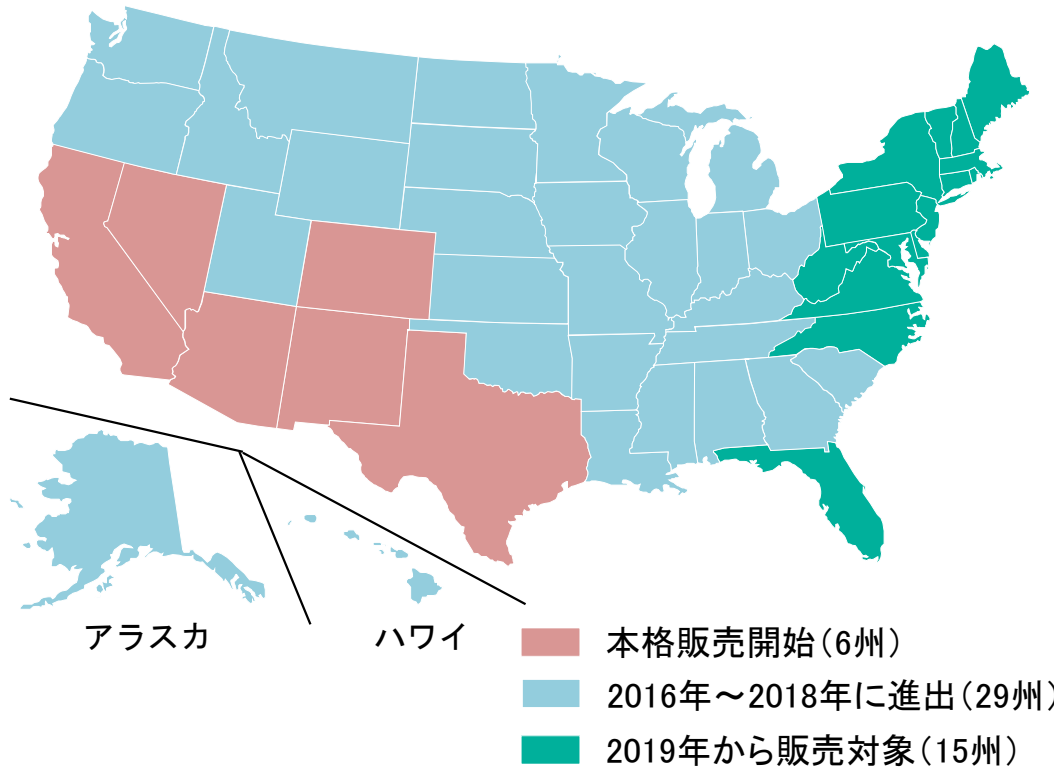 アラスカ
ハワイ
本格販売開始(6州)
2016年~2018年に進出(29州)
2019年から販売対象(15州)